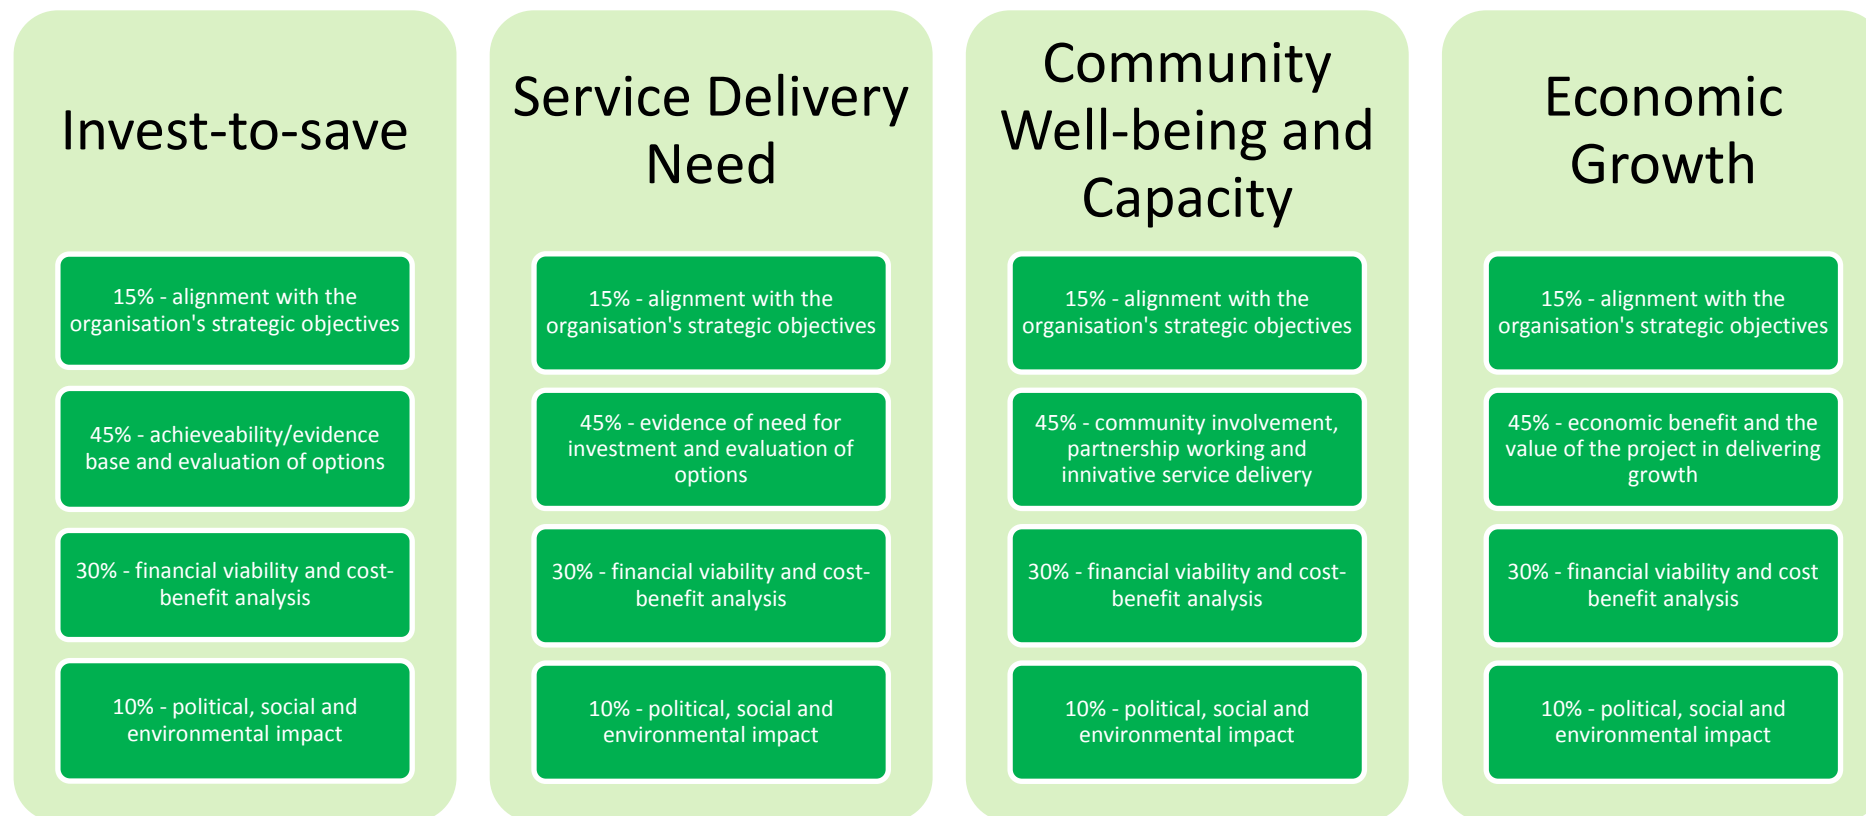 Invest-to-save
15% - alignment with the
organisation's strategic objectives
45% - achieveability/evidence
base and evaluation of options
30% - financial viability and cost-
benefit analysis
10% - political, social and
environmental impact
Service Delivery
Need
15% - alignment with the
organisation's strategic objectives
45% - evidence of need for
investment and evaluation of
options
30% - financial viability and cost-
benefit analysis
10% - political, social and
environmental impact
Community
Well-being and
Capacity
15% - alignment with the
organisation's strategic objectives
45% - community involvement,
partnership working and
innivative service delivery
30% - financial viability and cost-
benefit analysis
10% - political, social and
environmental impact
Economic
Growth
15% - alignment with the
organisation's strategic objectives
45% - economic benefit and the
value of the project in delivering
growth
30% - financial viability and cost
benefit analysis
10% - political, social and
environmental impact